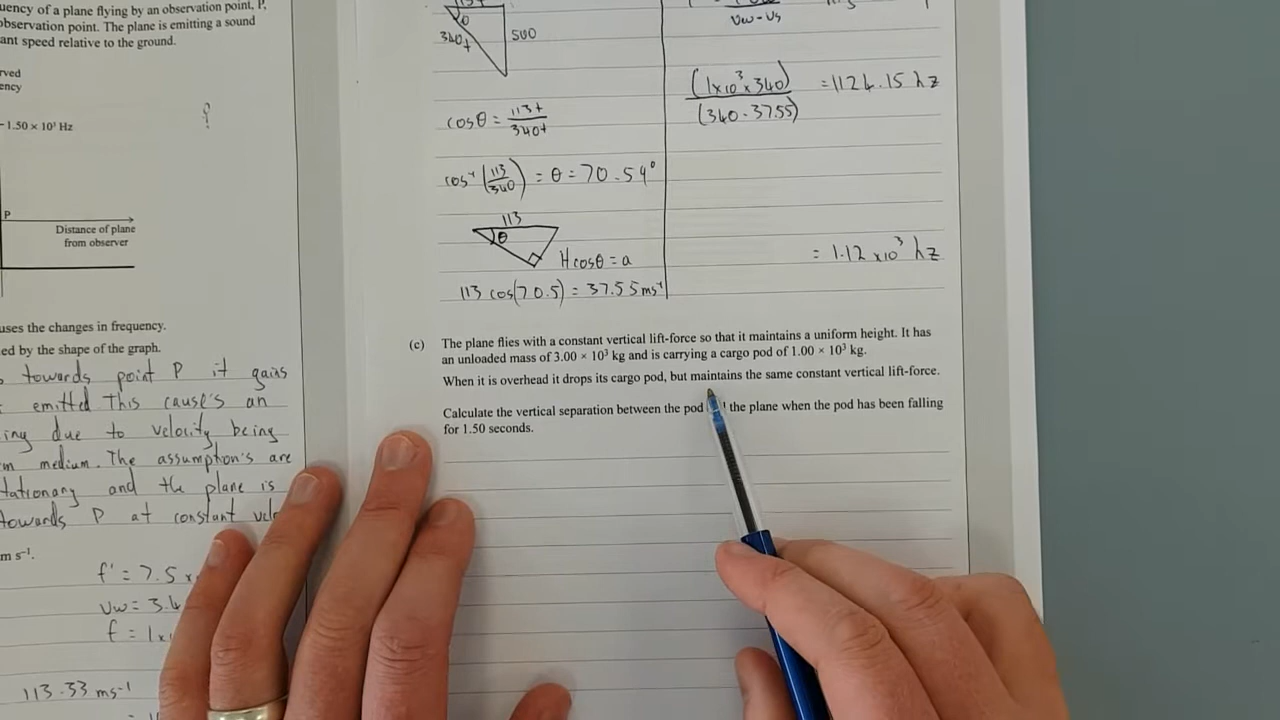 uency of a plane flying by an observation point, P.
observation point. The plane is emitting a sound
ant speed relative to the ground.
rved
ency
1.50 × 10³ Hz
P
Distance of plane
from observer
uses the changes in frequency.
ed by the shape of the graph.
towards point P it gains
emitted This cause's an
ing due to velocity being
medium. The assumption's are
tationary and the plane is
towards P at constant velo
m s⁻¹.
f' = 7.5 x
vw = 3.4
f = 1x1
113.33 ms⁻¹
θ
340t
500
cosθ = 113t / 340t
cos⁻¹ (113/340) = θ = 70.59°
113
θ
Hcosθ = a
113 cos(70.5) = 37.55 ms⁻¹
vw - vs
(1x10³ x 340) / (340 - 37.55) = 1124.15 hz
= 1.12 x10³ hz
(c) The plane flies with a constant vertical lift-force so that it maintains a uniform height. It has
an unloaded mass of 3.00 × 10³ kg and is carrying a cargo pod of 1.00 × 10³ kg.
When it is overhead it drops its cargo pod, but maintains the same constant vertical lift-force.
Calculate the vertical separation between the pod the plane when the pod has been falling
for 1.50 seconds.